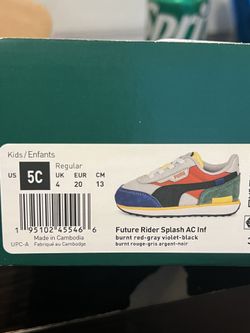 Kids / Enfants
Regular
US 5C UK 4 EUR 20 CM 13
1 95102 45546 6
Made in Cambodia
UPC-A Fabriqué au Cambodge
Future Rider Splash AC Inf
burnt red-gray violet-black
burnt rouge-gris argent-noir